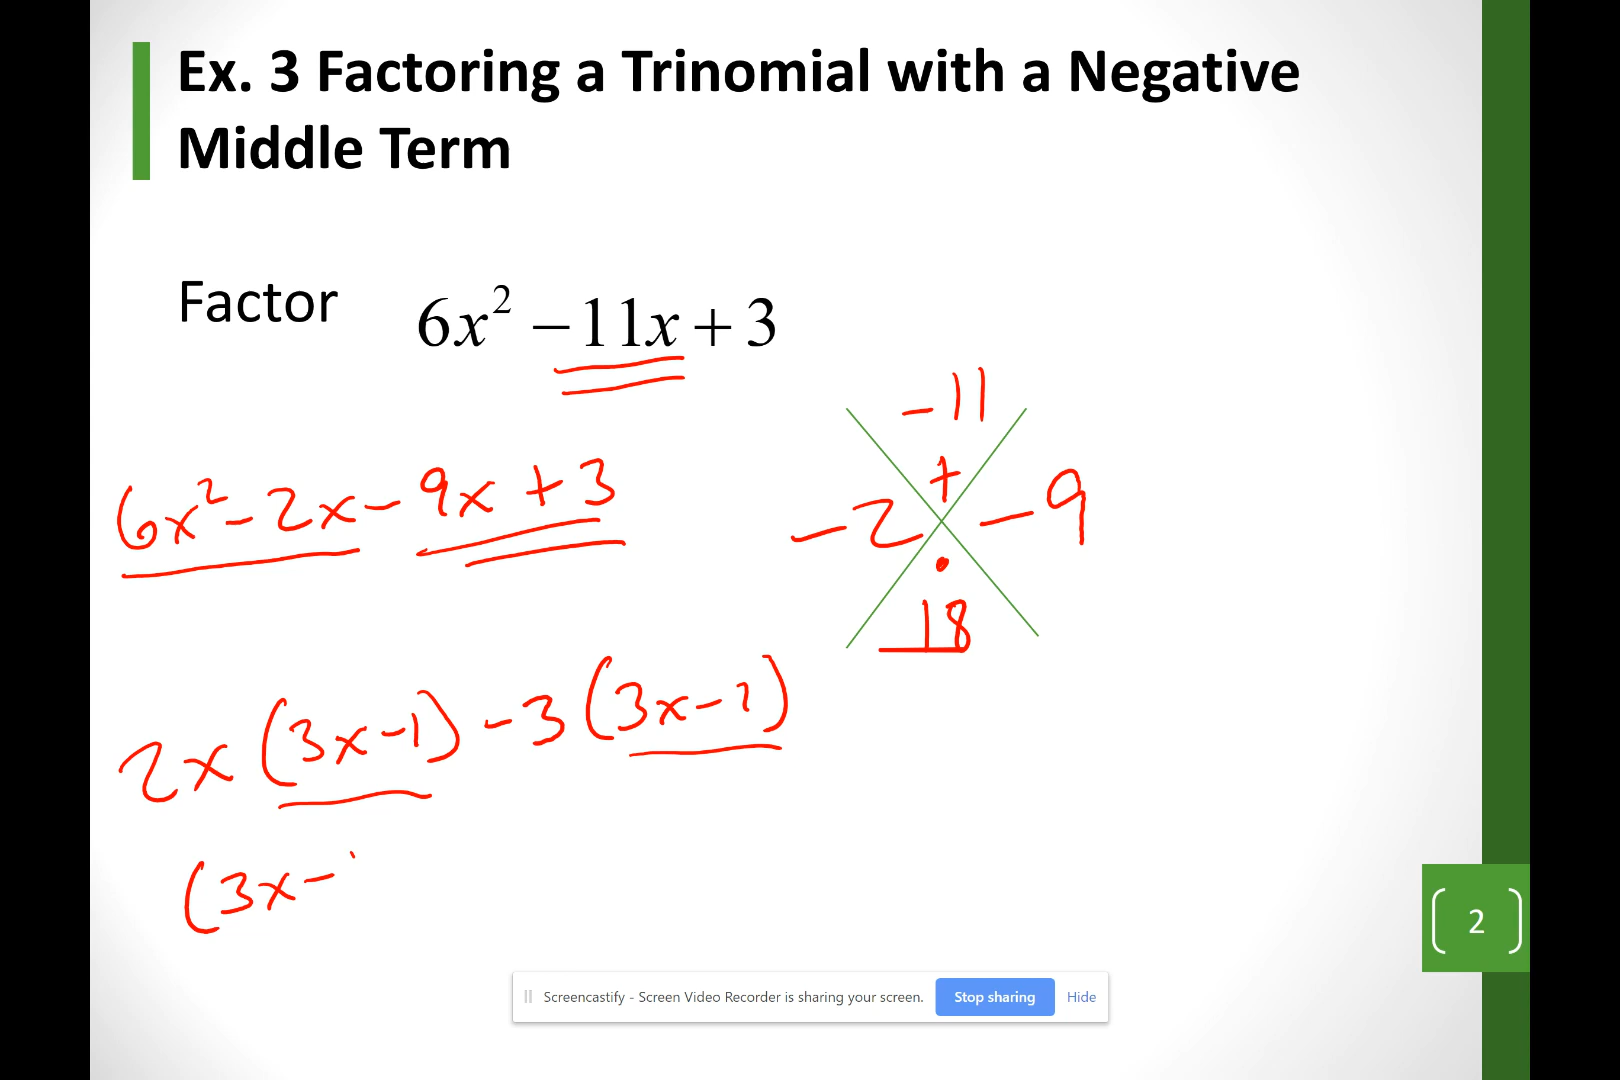 Ex. 3 Factoring a Trinomial with a Negative
Middle Term
Factor 6x² − 11x + 3
-11
+
6x² - 2x - 9x + 3
-2 -9
•
18
2x (3x - 1) - 3 (3x - 1)
(3x -
2
Screencastify - Screen Video Recorder is sharing your screen. Stop sharing Hide